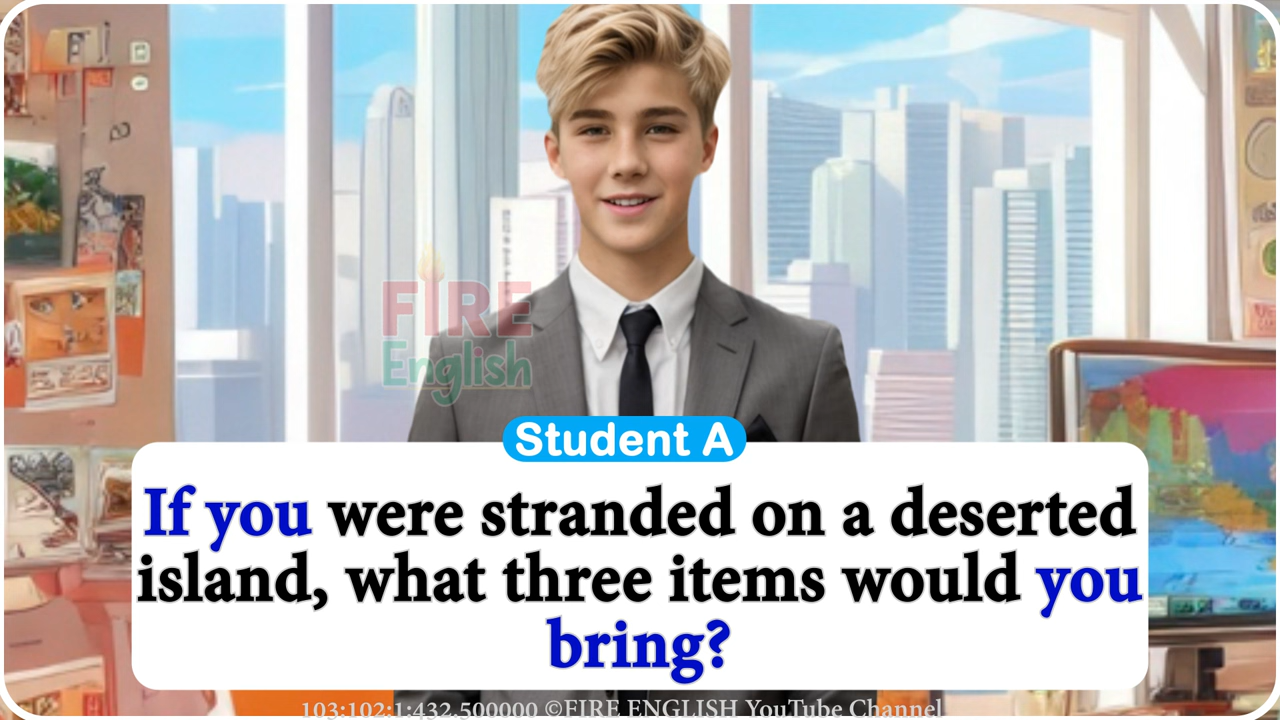 FIRE
English
Student A
If you were stranded on a deserted
island, what three items would you
bring?
103:102:1:432.500000 ©FIRE ENGLISH YouTube Channel